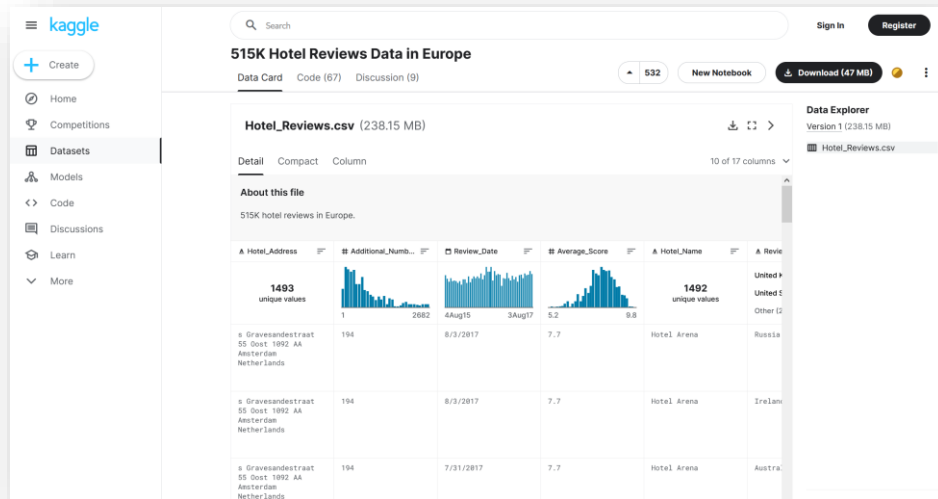 kaggle
Search
Sign In
Register
Create
Home
Competitions
Datasets
Models
Code
Discussions
Learn
More
515K Hotel Reviews Data in Europe
Data Card
Code (67)
Discussion (9)
532
New Notebook
Download (47 MB)
Hotel_Reviews.csv (238.15 MB)
Detail
Compact
Column
10 of 17 columns
About this file
515K hotel reviews in Europe.
Hotel_Address
# Additional_Numb...
Review_Date
# Average_Score
Hotel_Name
1493
unique values
1 2682
4Aug15 3Aug17
5.2 9.8
1492
unique values
United
United
Other
s Gravesandestraat
55 Oost 1092 AA
Amsterdam
Netherlands
194
8/3/2017
7.7
Hotel Arena
Russia
s Gravesandestraat
55 Oost 1092 AA
Amsterdam
Netherlands
194
8/3/2017
7.7
Hotel Arena
s Gravesandestraat
55 Oost 1092 AA
Amsterdam
Netherlands
194
7/31/2017
7.7
Hotel Arena
Data Explorer
Version 1 (238.15 MB)
Hotel_Reviews.csv